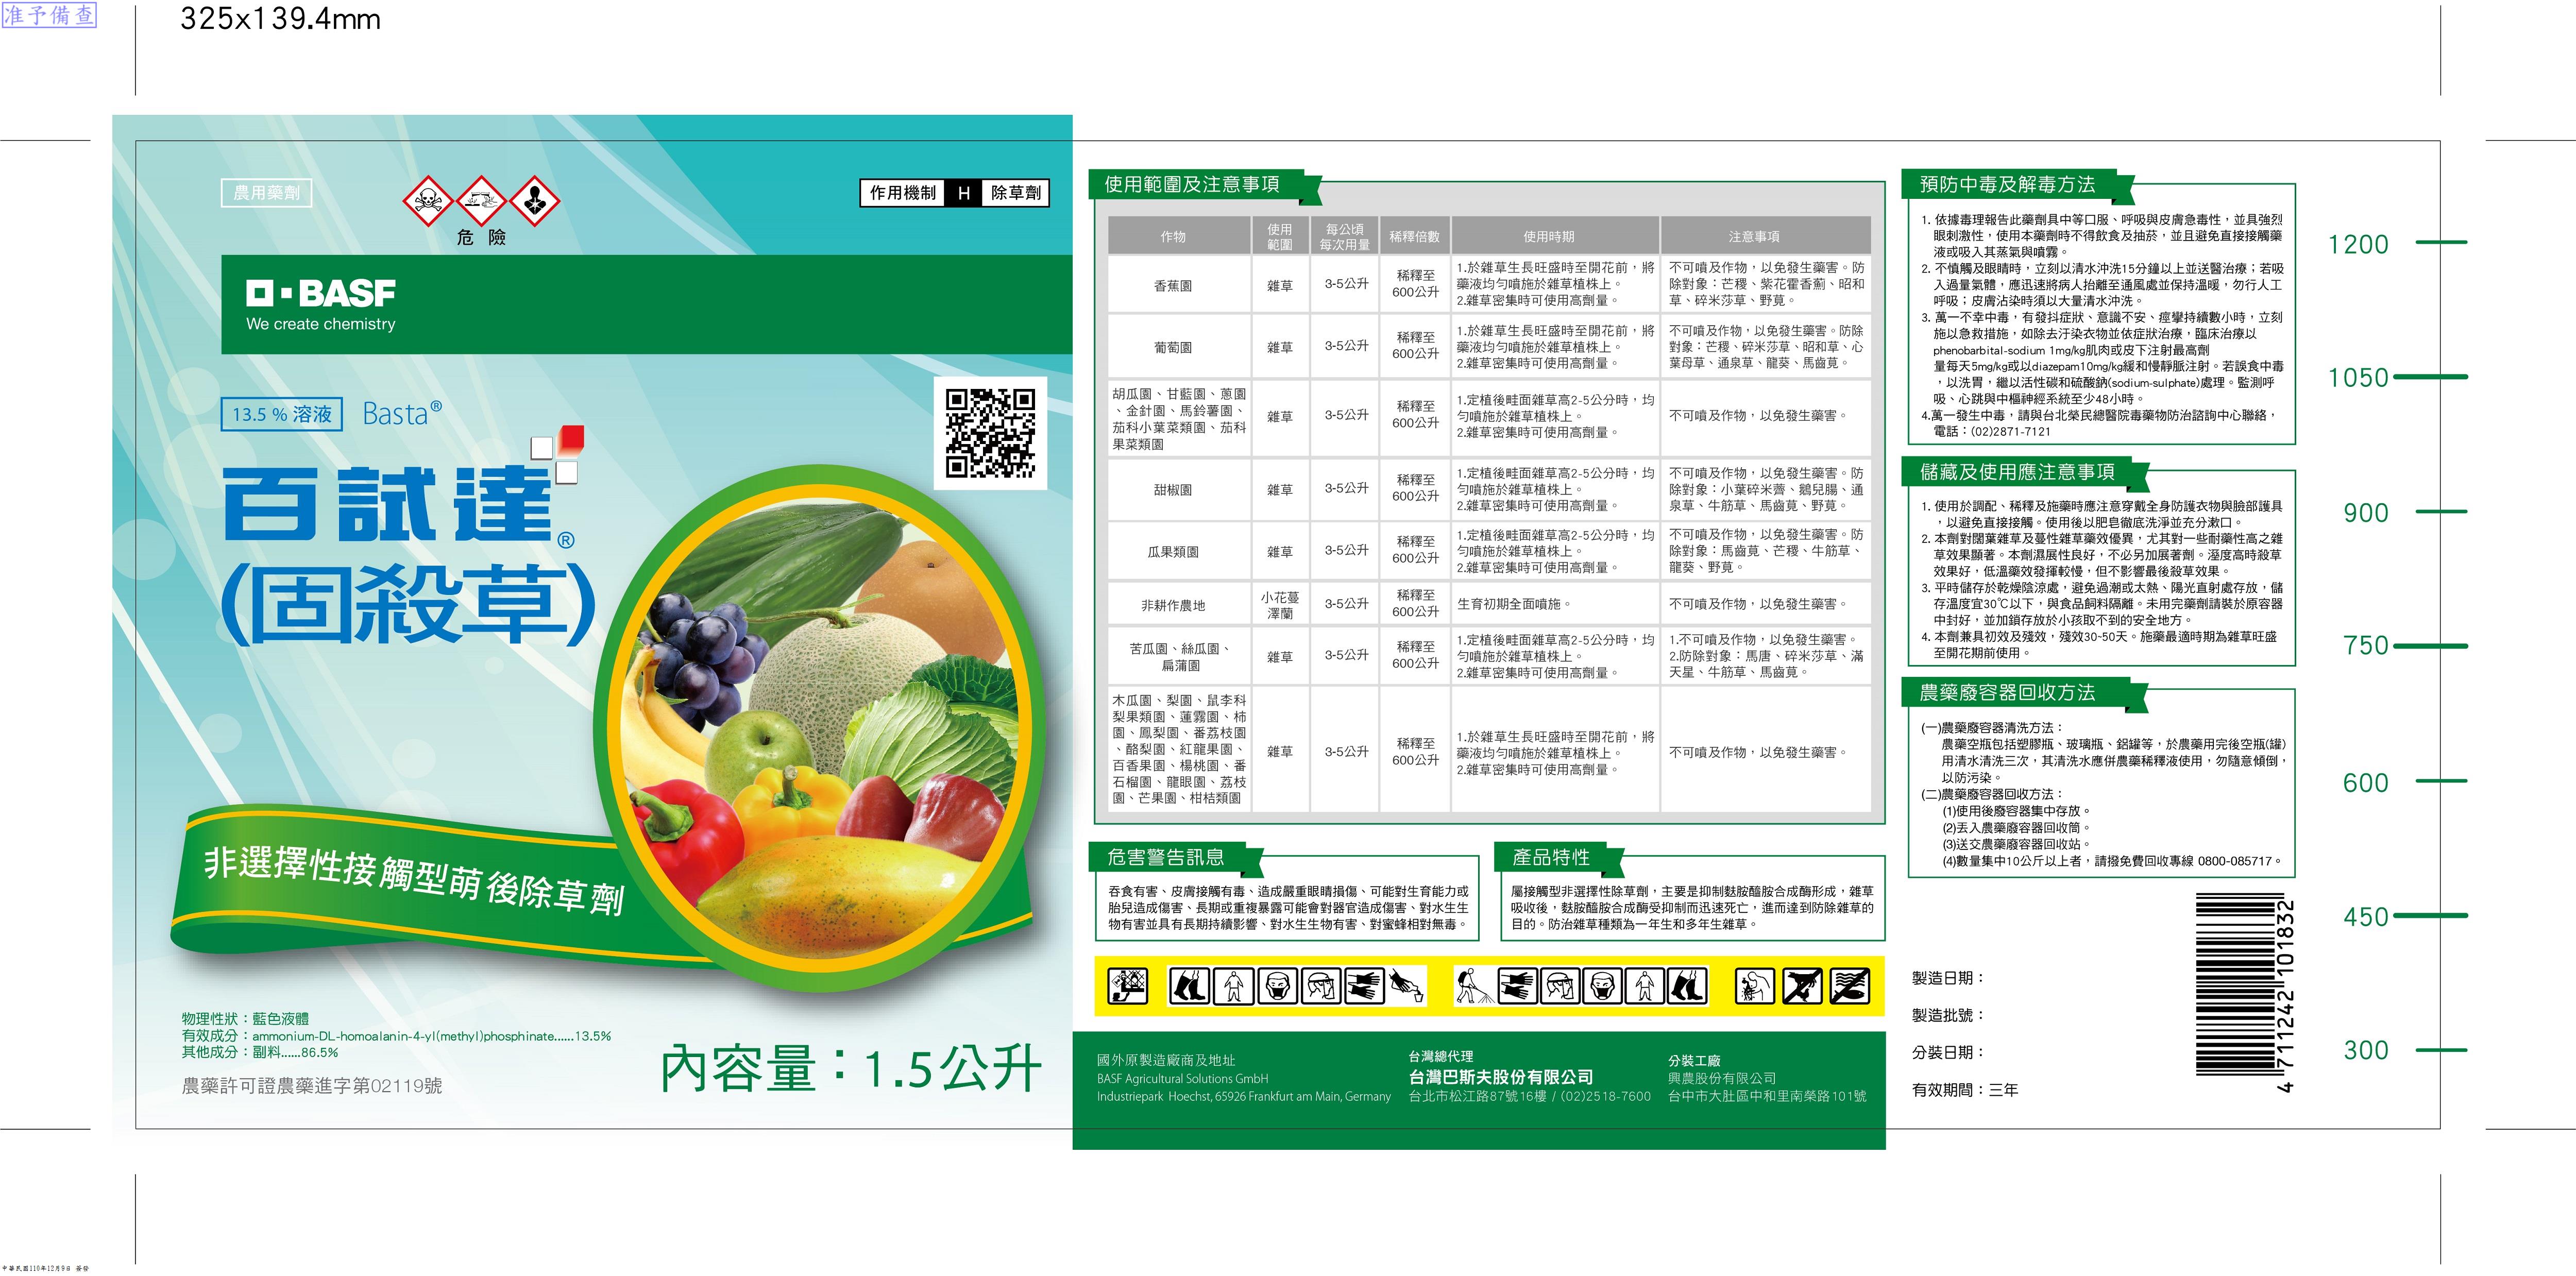 准予備查
325x139.4mm
農用藥劑
危 險
作用機制 H 除草劑
BASF
We create chemistry
13.5 % 溶液 Basta®
百試達®
(固殺草)
非選擇性接觸型萌後除草劑
物理性狀：藍色液體
有效成分：ammonium-DL-homoalanin-4-yl(methyl)phosphinate......13.5%
其他成分：副料......86.5%
農藥許可證農藥進字第02119號
內容量：1.5公升
使用範圍及注意事項
作物 使用範圍 每公頃每次用量 稀釋倍數 使用時期 注意事項
香蕉園 雜草 3-5公升 稀釋至600公升 1.於雜草生長旺盛時至開花前，將藥液均勻噴施於雜草植株上。2.雜草密集時可使用高劑量。 不可噴及作物，以免發生藥害。防除對象：芒稷、紫花霍香薊、昭和草、碎米莎草、野莧。
葡萄園 雜草 3-5公升 稀釋至600公升 1.於雜草生長旺盛時至開花前，將藥液均勻噴施於雜草植株上。2.雜草密集時可使用高劑量。 不可噴及作物，以免發生藥害。防除對象：芒稷、碎米莎草、昭和草、心葉母草、通泉草、龍葵、馬齒莧。
胡瓜園、甘藍園、蔥園、金針園、馬鈴薯園、茄科小葉菜類園、茄科果菜類園 雜草 3-5公升 稀釋至600公升 1.定植後畦面雜草高2-5公分時，均勻噴施於雜草植株上。2.雜草密集時可使用高劑量。 不可噴及作物，以免發生藥害。
甜椒園 雜草 3-5公升 稀釋至600公升 1.定植後畦面雜草高2-5公分時，均勻噴施於雜草植株上。2.雜草密集時可使用高劑量。 不可噴及作物，以免發生藥害。防除對象：小葉碎米薺、鵝兒腸、通泉草、牛筋草、馬齒莧、野莧。
瓜果類園 雜草 3-5公升 稀釋至600公升 1.定植後畦面雜草高2-5公分時，均勻噴施於雜草植株上。2.雜草密集時可使用高劑量。 不可噴及作物，以免發生藥害。防除對象：馬齒莧、芒稷、牛筋草、龍葵、野莧。
非耕作農地 小花蔓澤蘭 3-5公升 稀釋至600公升 生育初期全面噴施。 不可噴及作物，以免發生藥害。
苦瓜園、絲瓜園、扁蒲園 雜草 3-5公升 稀釋至600公升 1.定植後畦面雜草高2-5公分時，均勻噴施於雜草植株上。2.雜草密集時可使用高劑量。 1.不可噴及作物，以免發生藥害。2.防除對象：馬唐、碎米莎草、滿天星、牛筋草、馬齒莧。
木瓜園、梨園、鼠李科梨果類園、蓮霧園、柿園、鳳梨園、番荔枝園、酪梨園、紅龍果園、百香果園、楊桃園、番石榴園、龍眼園、荔枝園、芒果園、柑桔類園 雜草 3-5公升 稀釋至600公升 1.於雜草生長旺盛時至開花前，將藥液均勻噴施於雜草植株上。2.雜草密集時可使用高劑量。 不可噴及作物，以免發生藥害。
危害警告訊息
吞食有害、皮膚接觸有毒、造成嚴重眼睛損傷、可能對生育能力或
胎兒造成傷害、長期或重複暴露可能會對器官造成傷害、對水生生
物有害並具有長期持續影響、對水生生物有害、對蜜蜂相對無毒。
產品特性
屬接觸型非選擇性除草劑，主要是抑制麩胺醯胺合成酶形成，雜草
吸收後，麩胺醯胺合成酶受抑制而迅速死亡，進而達到防除雜草的
目的。防治雜草種類為一年生和多年生雜草。
國外原製造廠商及地址
BASF Agricultural Solutions GmbH
Industriepark Hoechst, 65926 Frankfurt am Main, Germany
台灣總代理
台灣巴斯夫股份有限公司
台北市松江路87號16樓 / (02)2518-7600
分裝工廠
興農股份有限公司
台中市大肚區中和里南榮路101號
預防中毒及解毒方法
1. 依據毒理報告此藥劑具中等口服、呼吸與皮膚急毒性，並具強烈
眼刺激性，使用本藥劑時不得飲食及抽菸，並且避免直接接觸藥
液或吸入其蒸氣與噴霧。
2. 不慎觸及眼睛時，立刻以清水沖洗15分鐘以上並送醫治療；若吸
入過量氣體，應迅速將病人抬離至通風處並保持溫暖，勿行人工
呼吸；皮膚沾染時須以大量清水沖洗。
3. 萬一不幸中毒，有發抖症狀、意識不安、痙攣持續數小時，立刻
施以急救措施，如除去汙染衣物並依症狀治療，臨床治療以
phenobarbital-sodium 1mg/kg肌肉或皮下注射最高劑
量每天5mg/kg或以diazepam10mg/kg緩和慢靜脈注射。若誤食中毒
，以洗胃，繼以活性碳和硫酸鈉(sodium-sulphate)處理。監測呼
吸、心跳與中樞神經系統至少48小時。
4.萬一發生中毒，請與台北榮民總醫院毒藥物防治諮詢中心聯絡，
電話：(02)2871-7121
儲藏及使用應注意事項
1. 使用於調配、稀釋及施藥時應注意穿戴全身防護衣物與臉部護具
，以避免直接接觸。使用後以肥皂徹底洗淨並充分漱口。
2. 本劑對闊葉雜草及蔓性雜草藥效優異，尤其對一些耐藥性高之雜
草效果顯著。本劑濕展性良好，不必另加展著劑。溼度高時殺草
效果好，低溫藥效發揮較慢，但不影響最後殺草效果。
3. 平時儲存於乾燥陰涼處，避免過潮或太熱、陽光直射處存放，儲
存溫度宜30℃以下，與食品飼料隔離。未用完藥劑請裝於原容器
中封好，並加鎖存放於小孩取不到的安全地方。
4. 本劑兼具初效及殘效，殘效30~50天。施藥最適時期為雜草旺盛
至開花期前使用。
農藥廢容器回收方法
(一)農藥廢容器清洗方法：
農藥空瓶包括塑膠瓶、玻璃瓶、鋁罐等，於農藥用完後空瓶(罐)
用清水清洗三次，其清洗水應併農藥稀釋液使用，勿隨意傾倒，
以防污染。
(二)農藥廢容器回收方法：
(1)使用後廢容器集中存放。
(2)丟入農藥廢容器回收筒。
(3)送交農藥廢容器回收站。
(4)數量集中10公斤以上者，請撥免費回收專線 0800-085717。
製造日期：
製造批號：
分裝日期：
有效期間：三年
4 711242 101832
1200
1050
900
750
600
450
300
中華民國110年12月9日 簽發